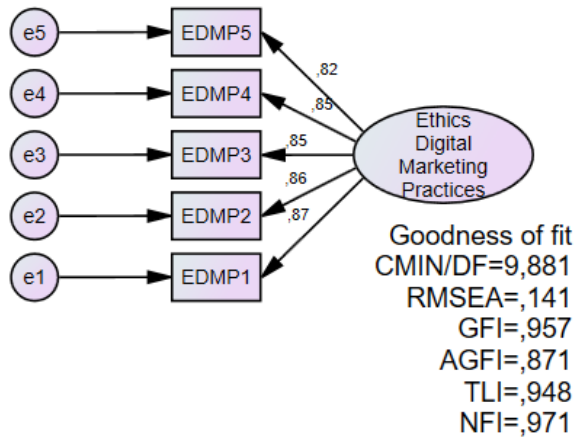 e5
EDMP5
,82
e4
EDMP4
,85
e3
EDMP3
,85
e2
EDMP2
,86
e1
EDMP1
,87
Ethics
Digital
Marketing
Practices
Goodness of fit
CMIN/DF=9,881
RMSEA=,141
GFI=,957
AGFI=,871
TLI=,948
NFI=,971